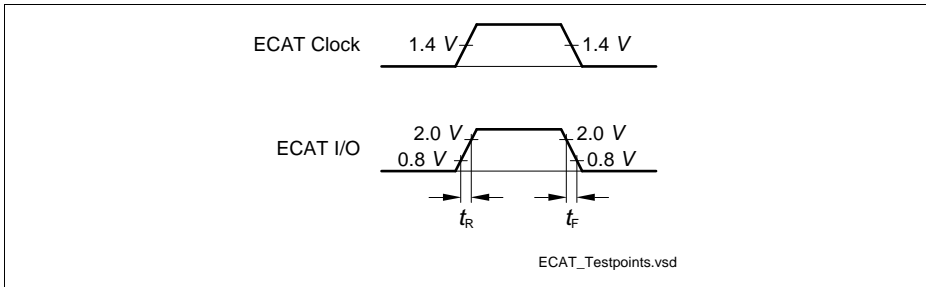 ECAT Clock 1.4 V 1.4 V
2.0 V 2.0 V
ECAT I/O
0.8 V 0.8 V
tR tF
ECAT_Testpoints.vsd